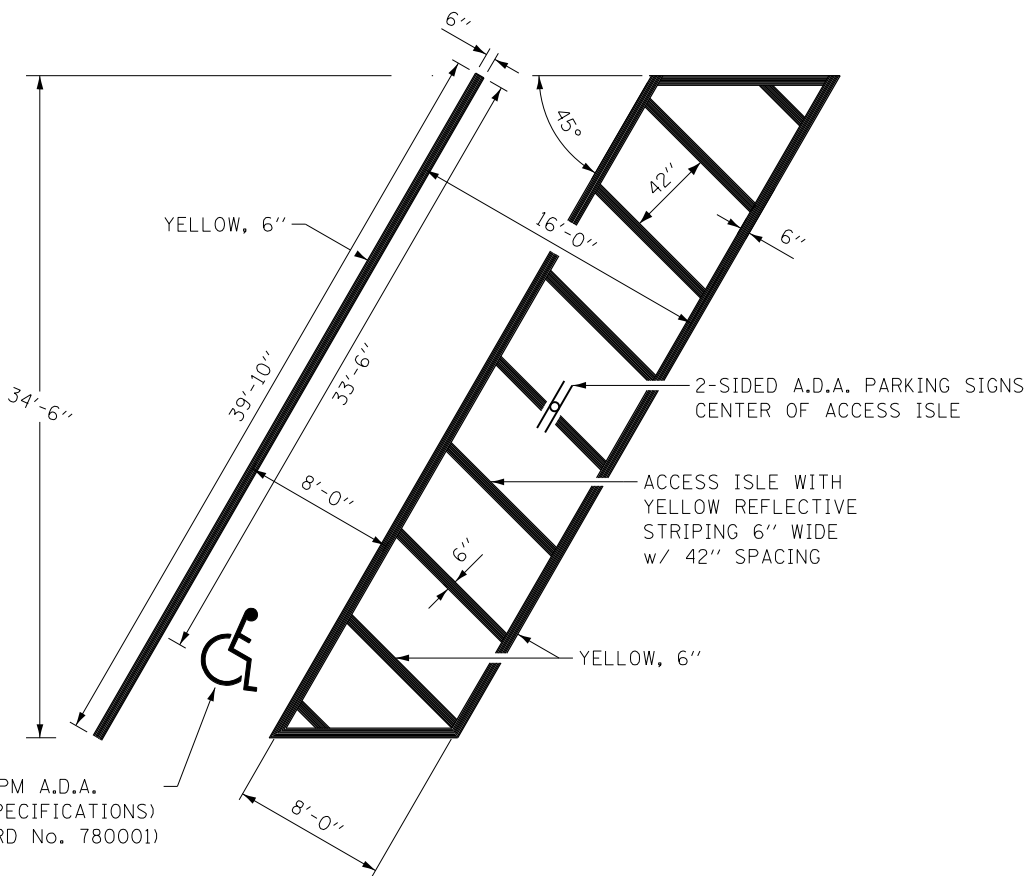 6"
45°
42"
YELLOW, 6"
16'-0"
6"
34'-6"
39'-10"
33'-6"
2-SIDED A.D.A. PARKING SIGNS
CENTER OF ACCESS ISLE
8'-0"
ACCESS ISLE WITH
YELLOW REFLECTIVE
STRIPING 6" WIDE
w/ 42" SPACING
6"
YELLOW, 6"
PM A.D.A.
PECIFICATIONS)
RD No. 780001)
8'-0"